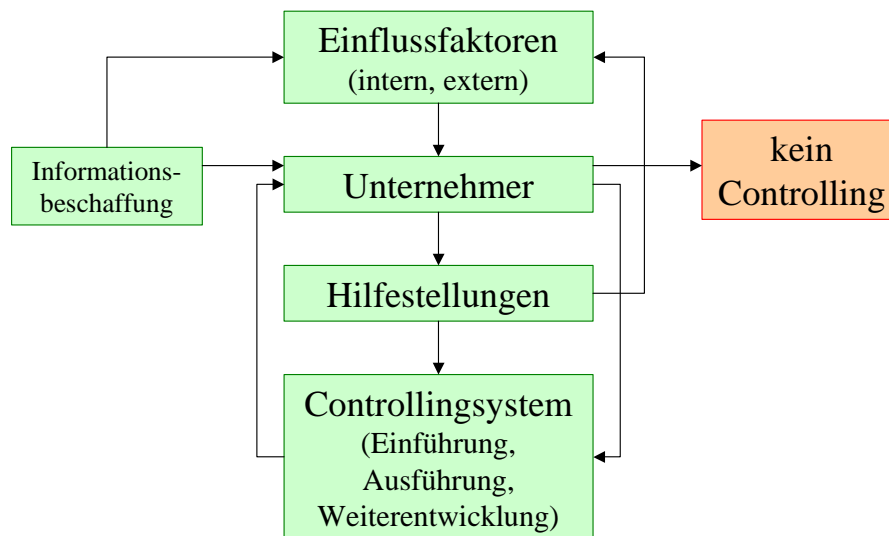 Einflussfaktoren
(intern, extern)
Informations-
beschaffung
Unternehmer
kein
Controlling
Hilfestellungen
Controllingsystem
(Einführung,
Ausführung,
Weiterentwicklung)